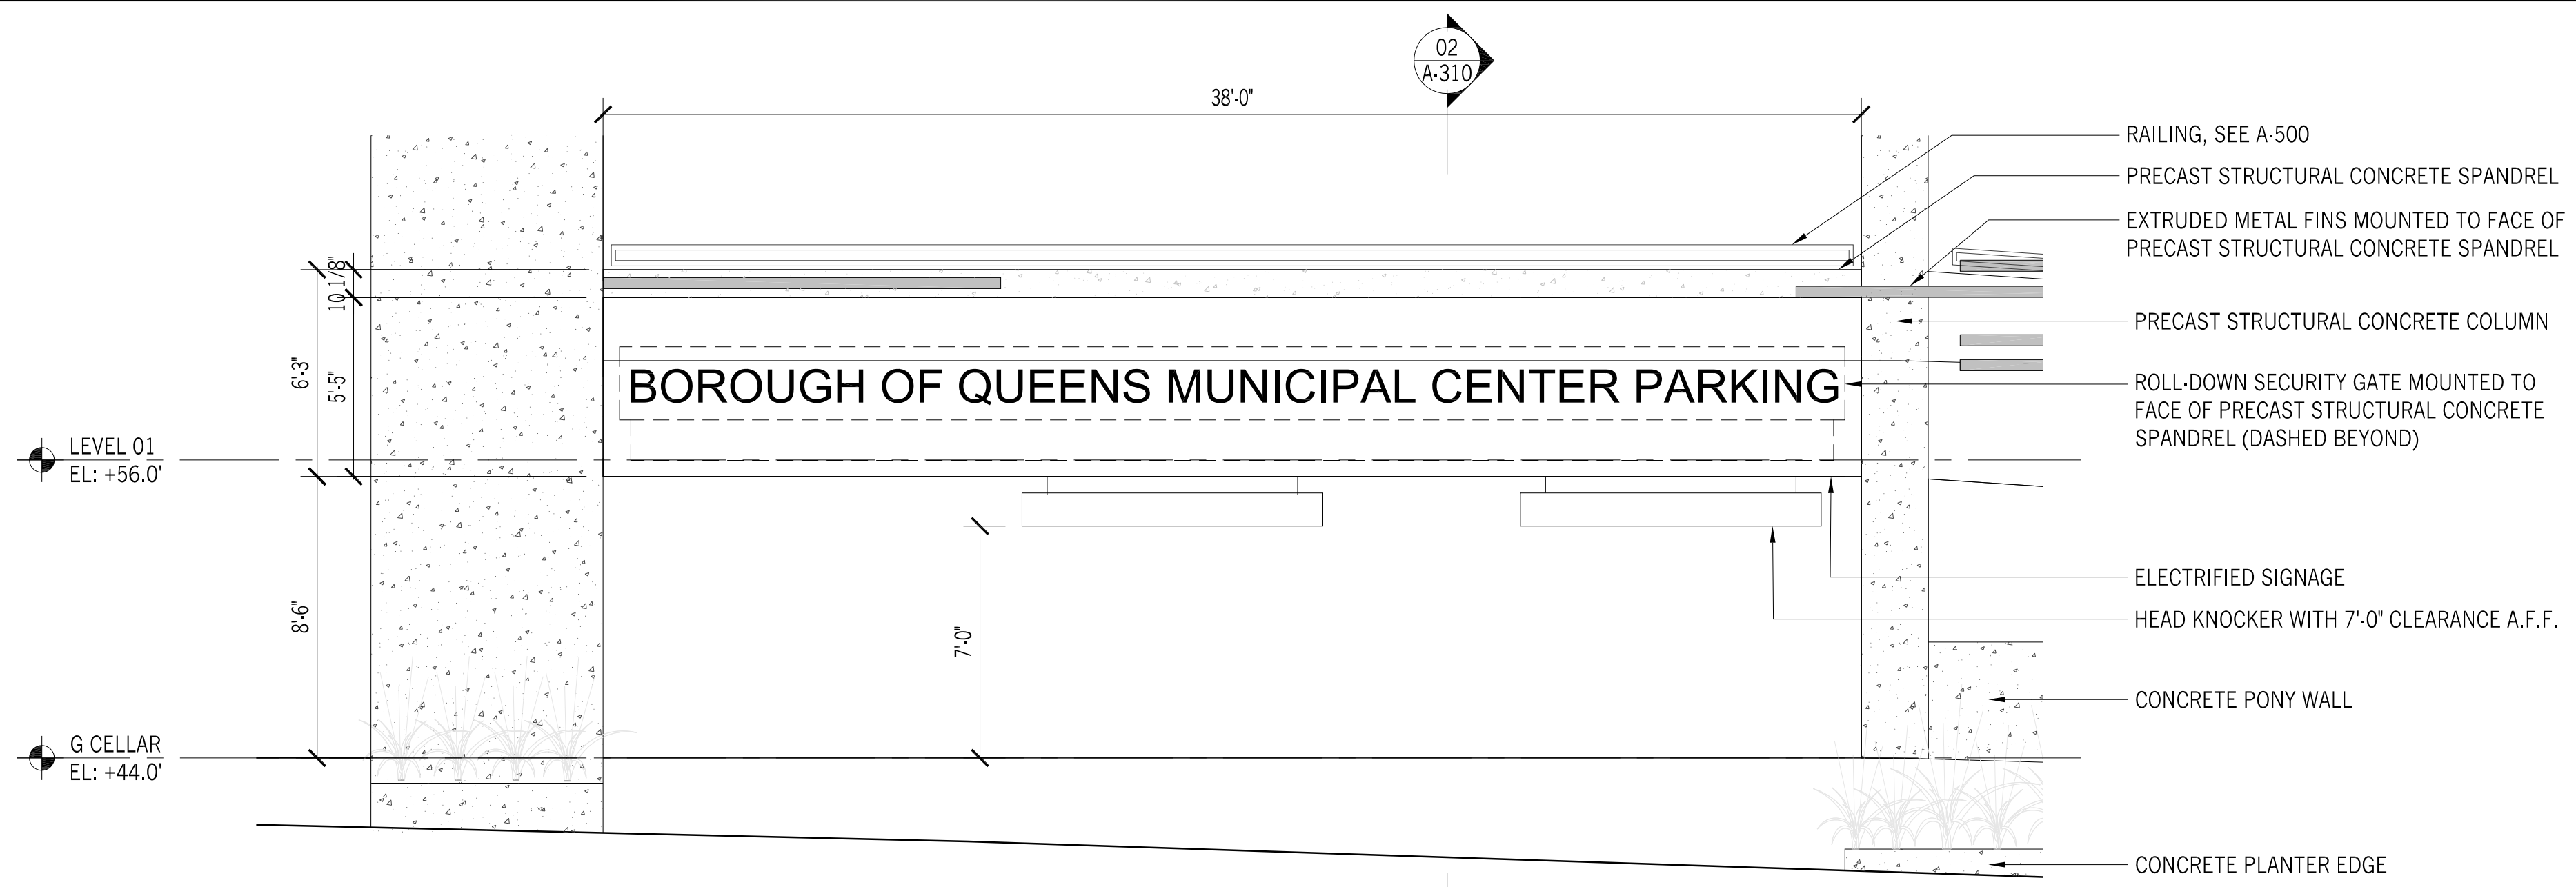 02
A-310
38'-0"
RAILING, SEE A-500
PRECAST STRUCTURAL CONCRETE SPANDREL
EXTRUDED METAL FINS MOUNTED TO FACE OF
PRECAST STRUCTURAL CONCRETE SPANDREL
10 1/8"
PRECAST STRUCTURAL CONCRETE COLUMN
6'-3"
5'-5"
BOROUGH OF QUEENS MUNICIPAL CENTER PARKING
ROLL-DOWN SECURITY GATE MOUNTED TO
FACE OF PRECAST STRUCTURAL CONCRETE
SPANDREL (DASHED BEYOND)
LEVEL 01
EL: +56.0'
ELECTRIFIED SIGNAGE
HEAD KNOCKER WITH 7'-0" CLEARANCE A.F.F.
8'-6"
7'-0"
CONCRETE PONY WALL
G CELLAR
EL: +44.0'
CONCRETE PLANTER EDGE